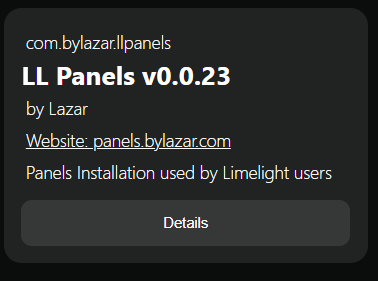 com.bylazar.llpanels
LL Panels v0.0.23
by Lazar
Website: panels.bylazar.com
Panels Installation used by Limelight users
Details